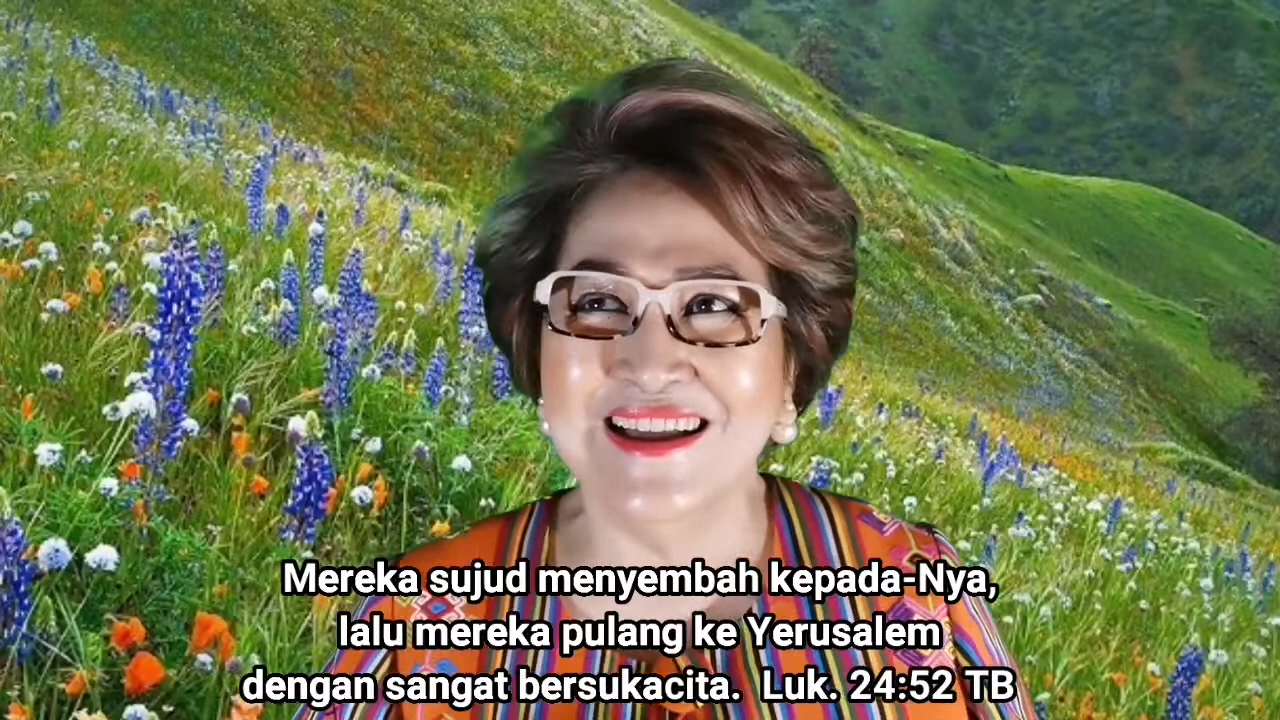 Mereka sujud menyembah kepada-Nya,
lalu mereka pulang ke Yerusalem
dengan sangat bersukacita.  Luk. 24:52 TB